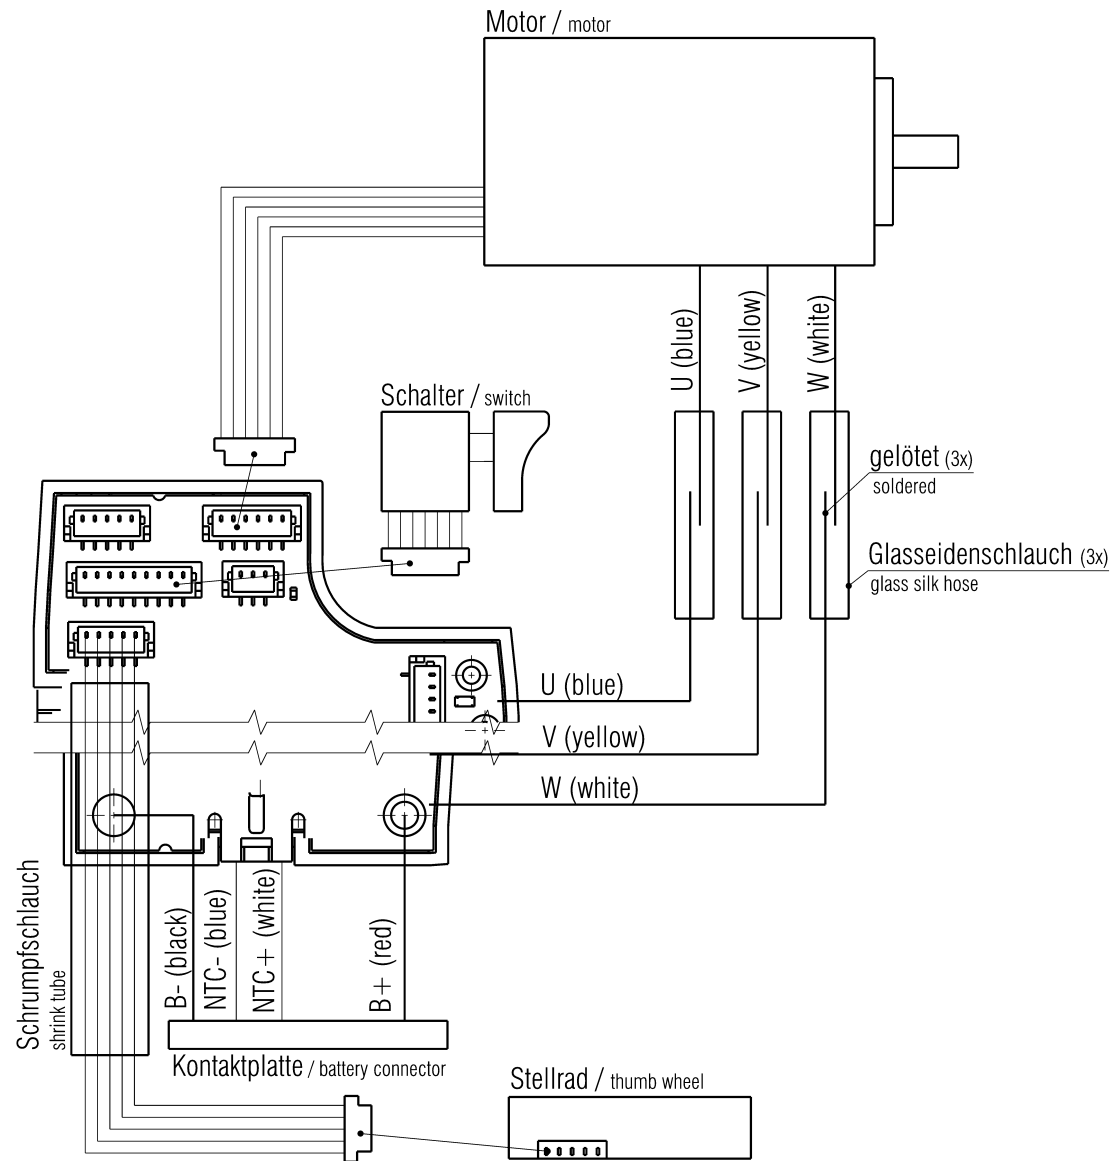 Motor / motor
U (blue)
V (yellow)
W (white)
Schalter / switch
gelötet (3x)
soldered
Glasseidenschlauch (3x)
glass silk hose
U (blue)
V (yellow)
W (white)
Schrumpfschlauch
shrink tube
B- (black)
NTC- (blue)
NTC+ (white)
B+ (red)
Kontaktplatte / battery connector
Stellrad / thumb wheel